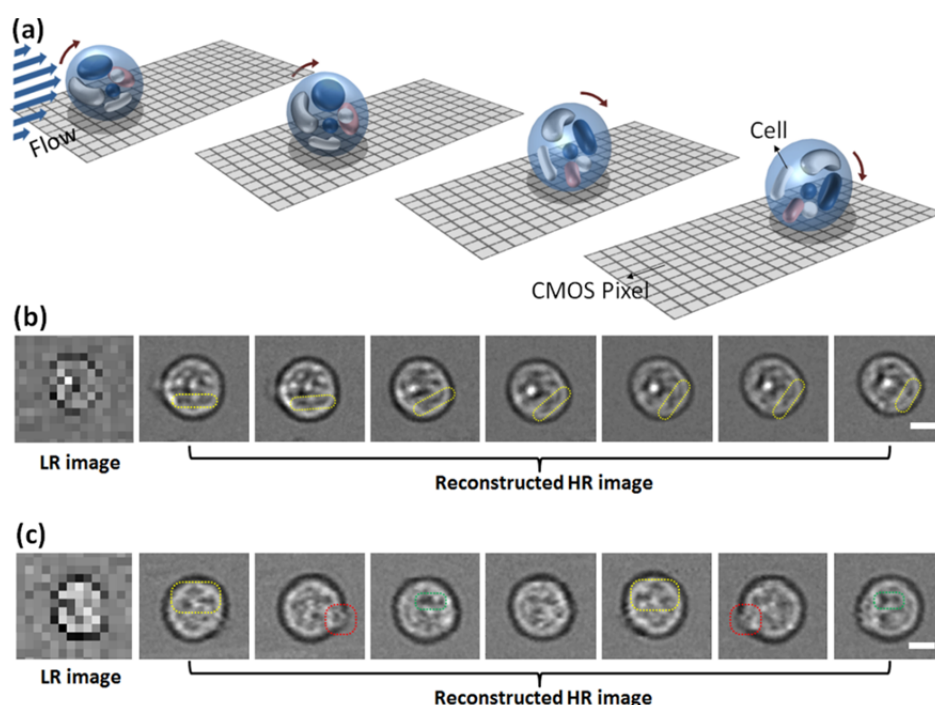 (a)
Flow
Cell
CMOS Pixel
(b)
LR image
Reconstructed HR image
(c)
LR image
Reconstructed HR image